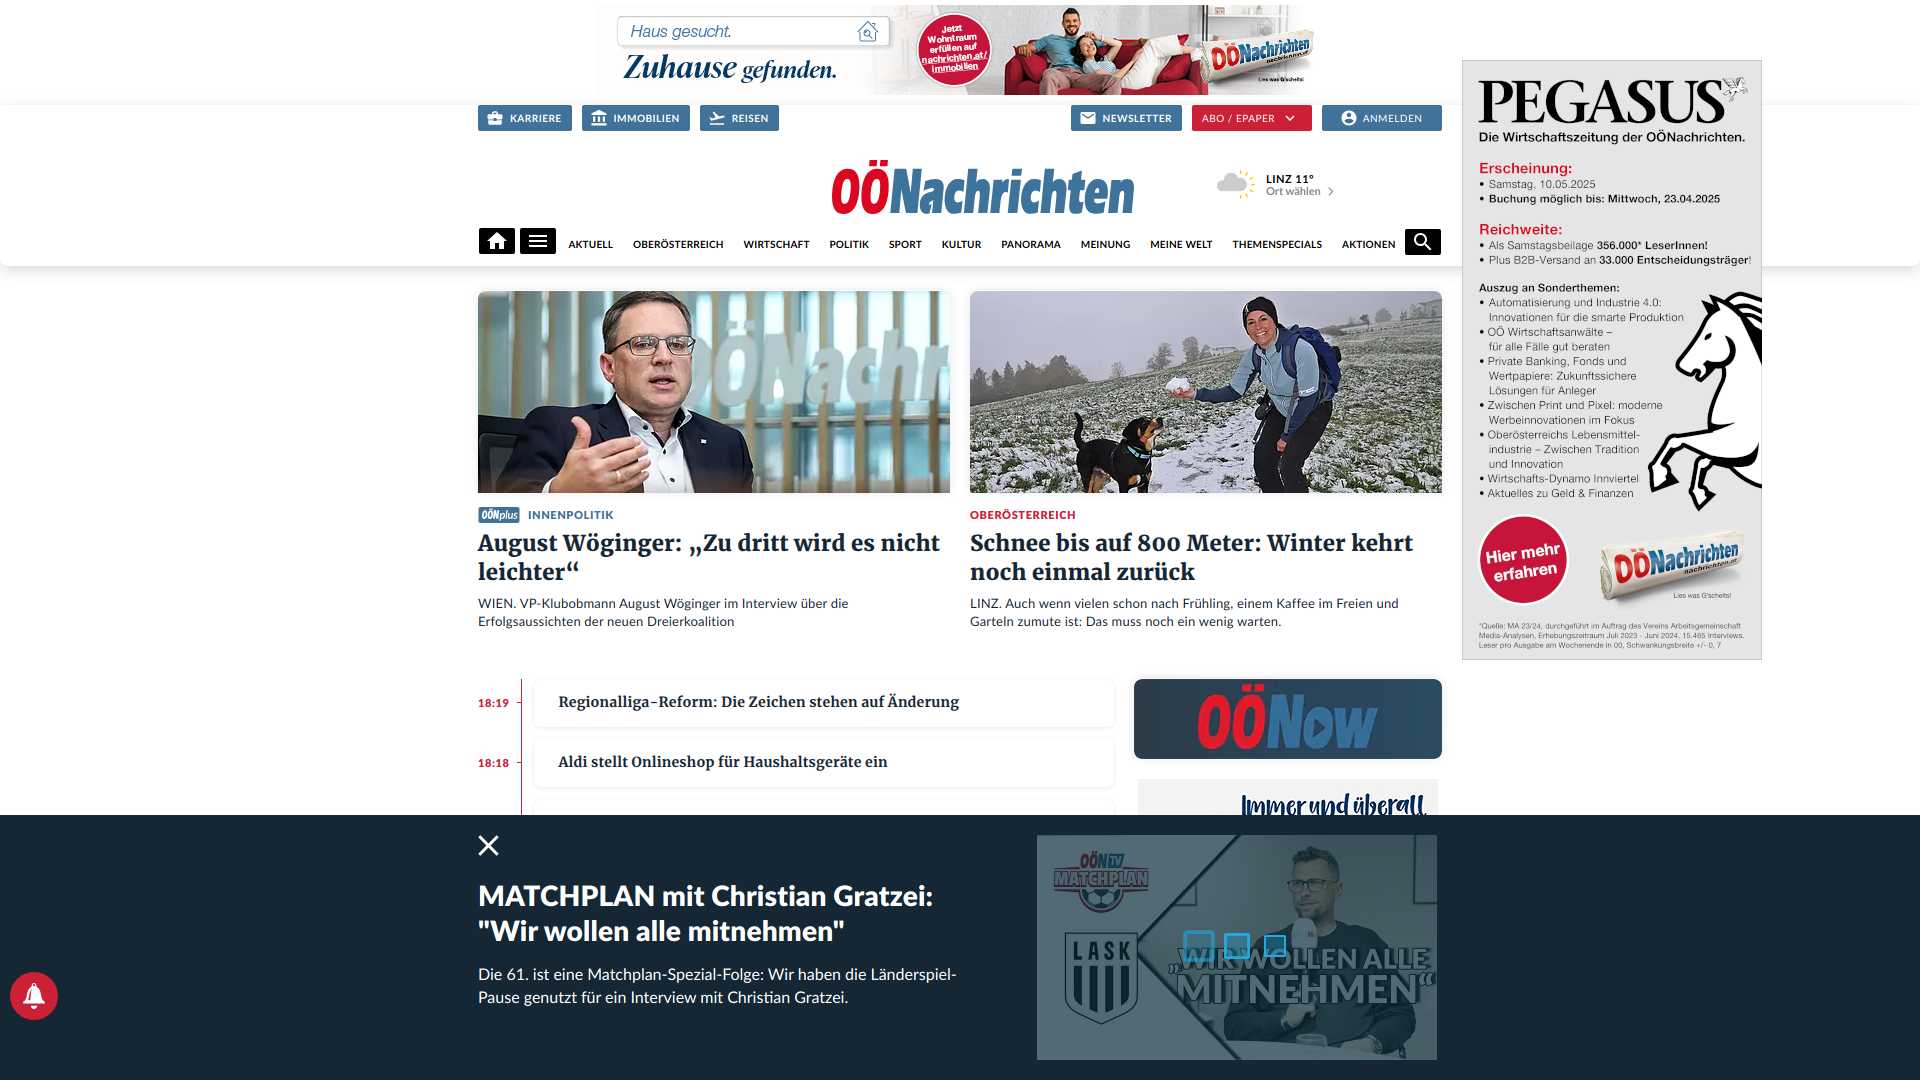 Haus gesucht.
Zuhause gefunden.
Jetzt
Wohntraum
erfüllen auf
nachrichten.at/
immobilien
OÖNachrichten
nachrichten.at
Lies was G'scheits!
KARRIERE
IMMOBILIEN
REISEN
NEWSLETTER
ABO / EPAPER
ANMELDEN
OÖNachrichten
LINZ 11°
Ort wählen
AKTUELL OBERÖSTERREICH WIRTSCHAFT POLITIK SPORT KULTUR PANORAMA MEINUNG MEINE WELT THEMENSPECIALS AKTIONEN
PEGASUS
Die Wirtschaftszeitung der OÖNachrichten.
Erscheinung:
• Samstag, 10.05.2025
• Buchung möglich bis: Mittwoch, 23.04.2025
Reichweite:
• Als Samstagsbeilage 356.000* LeserInnen!
• Plus B2B-Versand an 33.000 Entscheidungsträger!
Auszug an Sonderthemen:
• Automatisierung und Industrie 4.0:
Innovationen für die smarte Produktion
• OÖ Wirtschaftsanwälte –
für alle Fälle gut beraten
• Private Banking, Fonds und
Wertpapiere: Zukunftssichere
Lösungen für Anleger
• Zwischen Print und Pixel: moderne
Werbeinnovationen im Fokus
• Oberösterreichs Lebensmittel-
industrie – Zwischen Tradition
und Innovation
• Wirtschafts-Dynamo Innviertel
• Aktuelles zu Geld & Finanzen
Hier mehr
erfahren
OÖNachrichten
nachrichten.at
Lies was G'scheits!
*Quelle: MA 23/24, durchgeführt im Auftrag des Vereins Arbeitsgemeinschaft
Media-Analysen, Erhebungszeitraum Juli 2023 - Juni 2024, 15.465 Interviews.
Leser pro Ausgabe am Wochenende in OÖ, Schwankungsbreite +/- 0, 7
OÖNachr
OÖNplus INNENPOLITIK
August Wöginger: „Zu dritt wird es nicht
leichter“
WIEN. VP-Klubobmann August Wöginger im Interview über die
Erfolgsaussichten der neuen Dreierkoalition
OBERÖSTERREICH
Schnee bis auf 800 Meter: Winter kehrt
noch einmal zurück
LINZ. Auch wenn vielen schon nach Frühling, einem Kaffee im Freien und
Garteln zumute ist: Das muss noch ein wenig warten.
18:19 Regionalliga-Reform: Die Zeichen stehen auf Änderung
18:18 Aldi stellt Onlineshop für Haushaltsgeräte ein
OÖNow
Immer und überall
MATCHPLAN mit Christian Gratzei:
"Wir wollen alle mitnehmen"
Die 61. ist eine Matchplan-Spezial-Folge: Wir haben die Länderspiel-
Pause genutzt für ein Interview mit Christian Gratzei.
OÖN TV
MATCHPLAN
LASK
„WIR WOLLEN ALLE
MITNEHMEN“